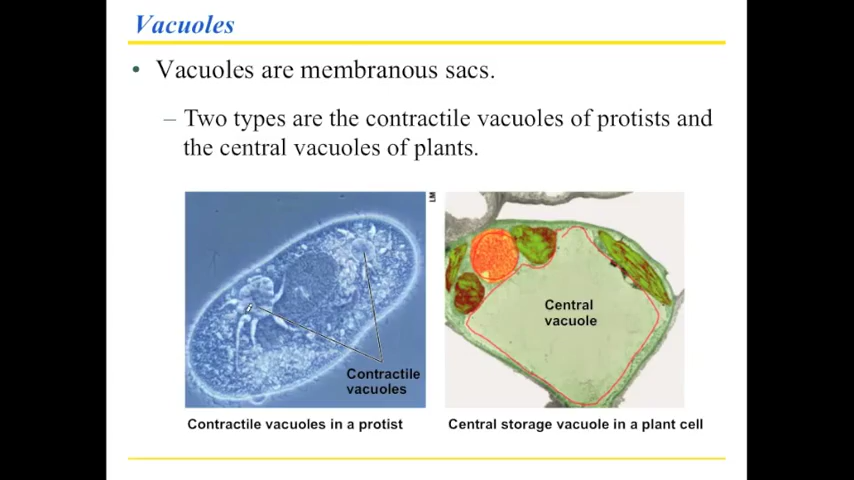 Vacuoles
• Vacuoles are membranous sacs.
– Two types are the contractile vacuoles of protists and
the central vacuoles of plants.
LM
Central
vacuole
Contractile
vacuoles
Contractile vacuoles in a protist
Central storage vacuole in a plant cell